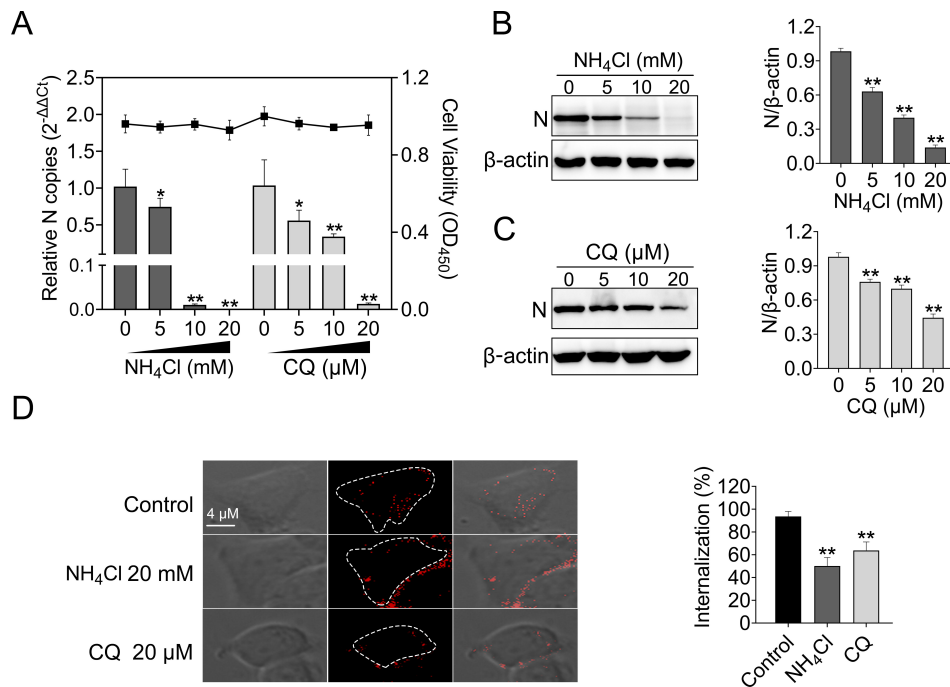 A
Relative N copies (2^-ΔΔCt)
2.5
2.0
1.5
1.0
0.5
0.1
0.0
* ** ** * ** **
1.2
0.8
0.4
0.0
Cell Viability (OD450)
0 5 10 20 0 5 10 20
NH4Cl (mM) CQ (µM)
B
NH4Cl (mM)
0 5 10 20
N
β-actin
N/β-actin
1.2
0.9
0.6
0.3
0.0
** ** **
0 5 10 20
NH4Cl (mM)
C
CQ (µM)
0 5 10 20
N
β-actin
N/β-actin
1.2
0.9
0.6
0.3
0.0
** ** **
0 5 10 20
CQ (µM)
D
Control
4 µM
NH4Cl 20 mM
CQ 20 µM
Internalization (%)
120
100
80
60
40
20
0
** **
Control NH4Cl CQ